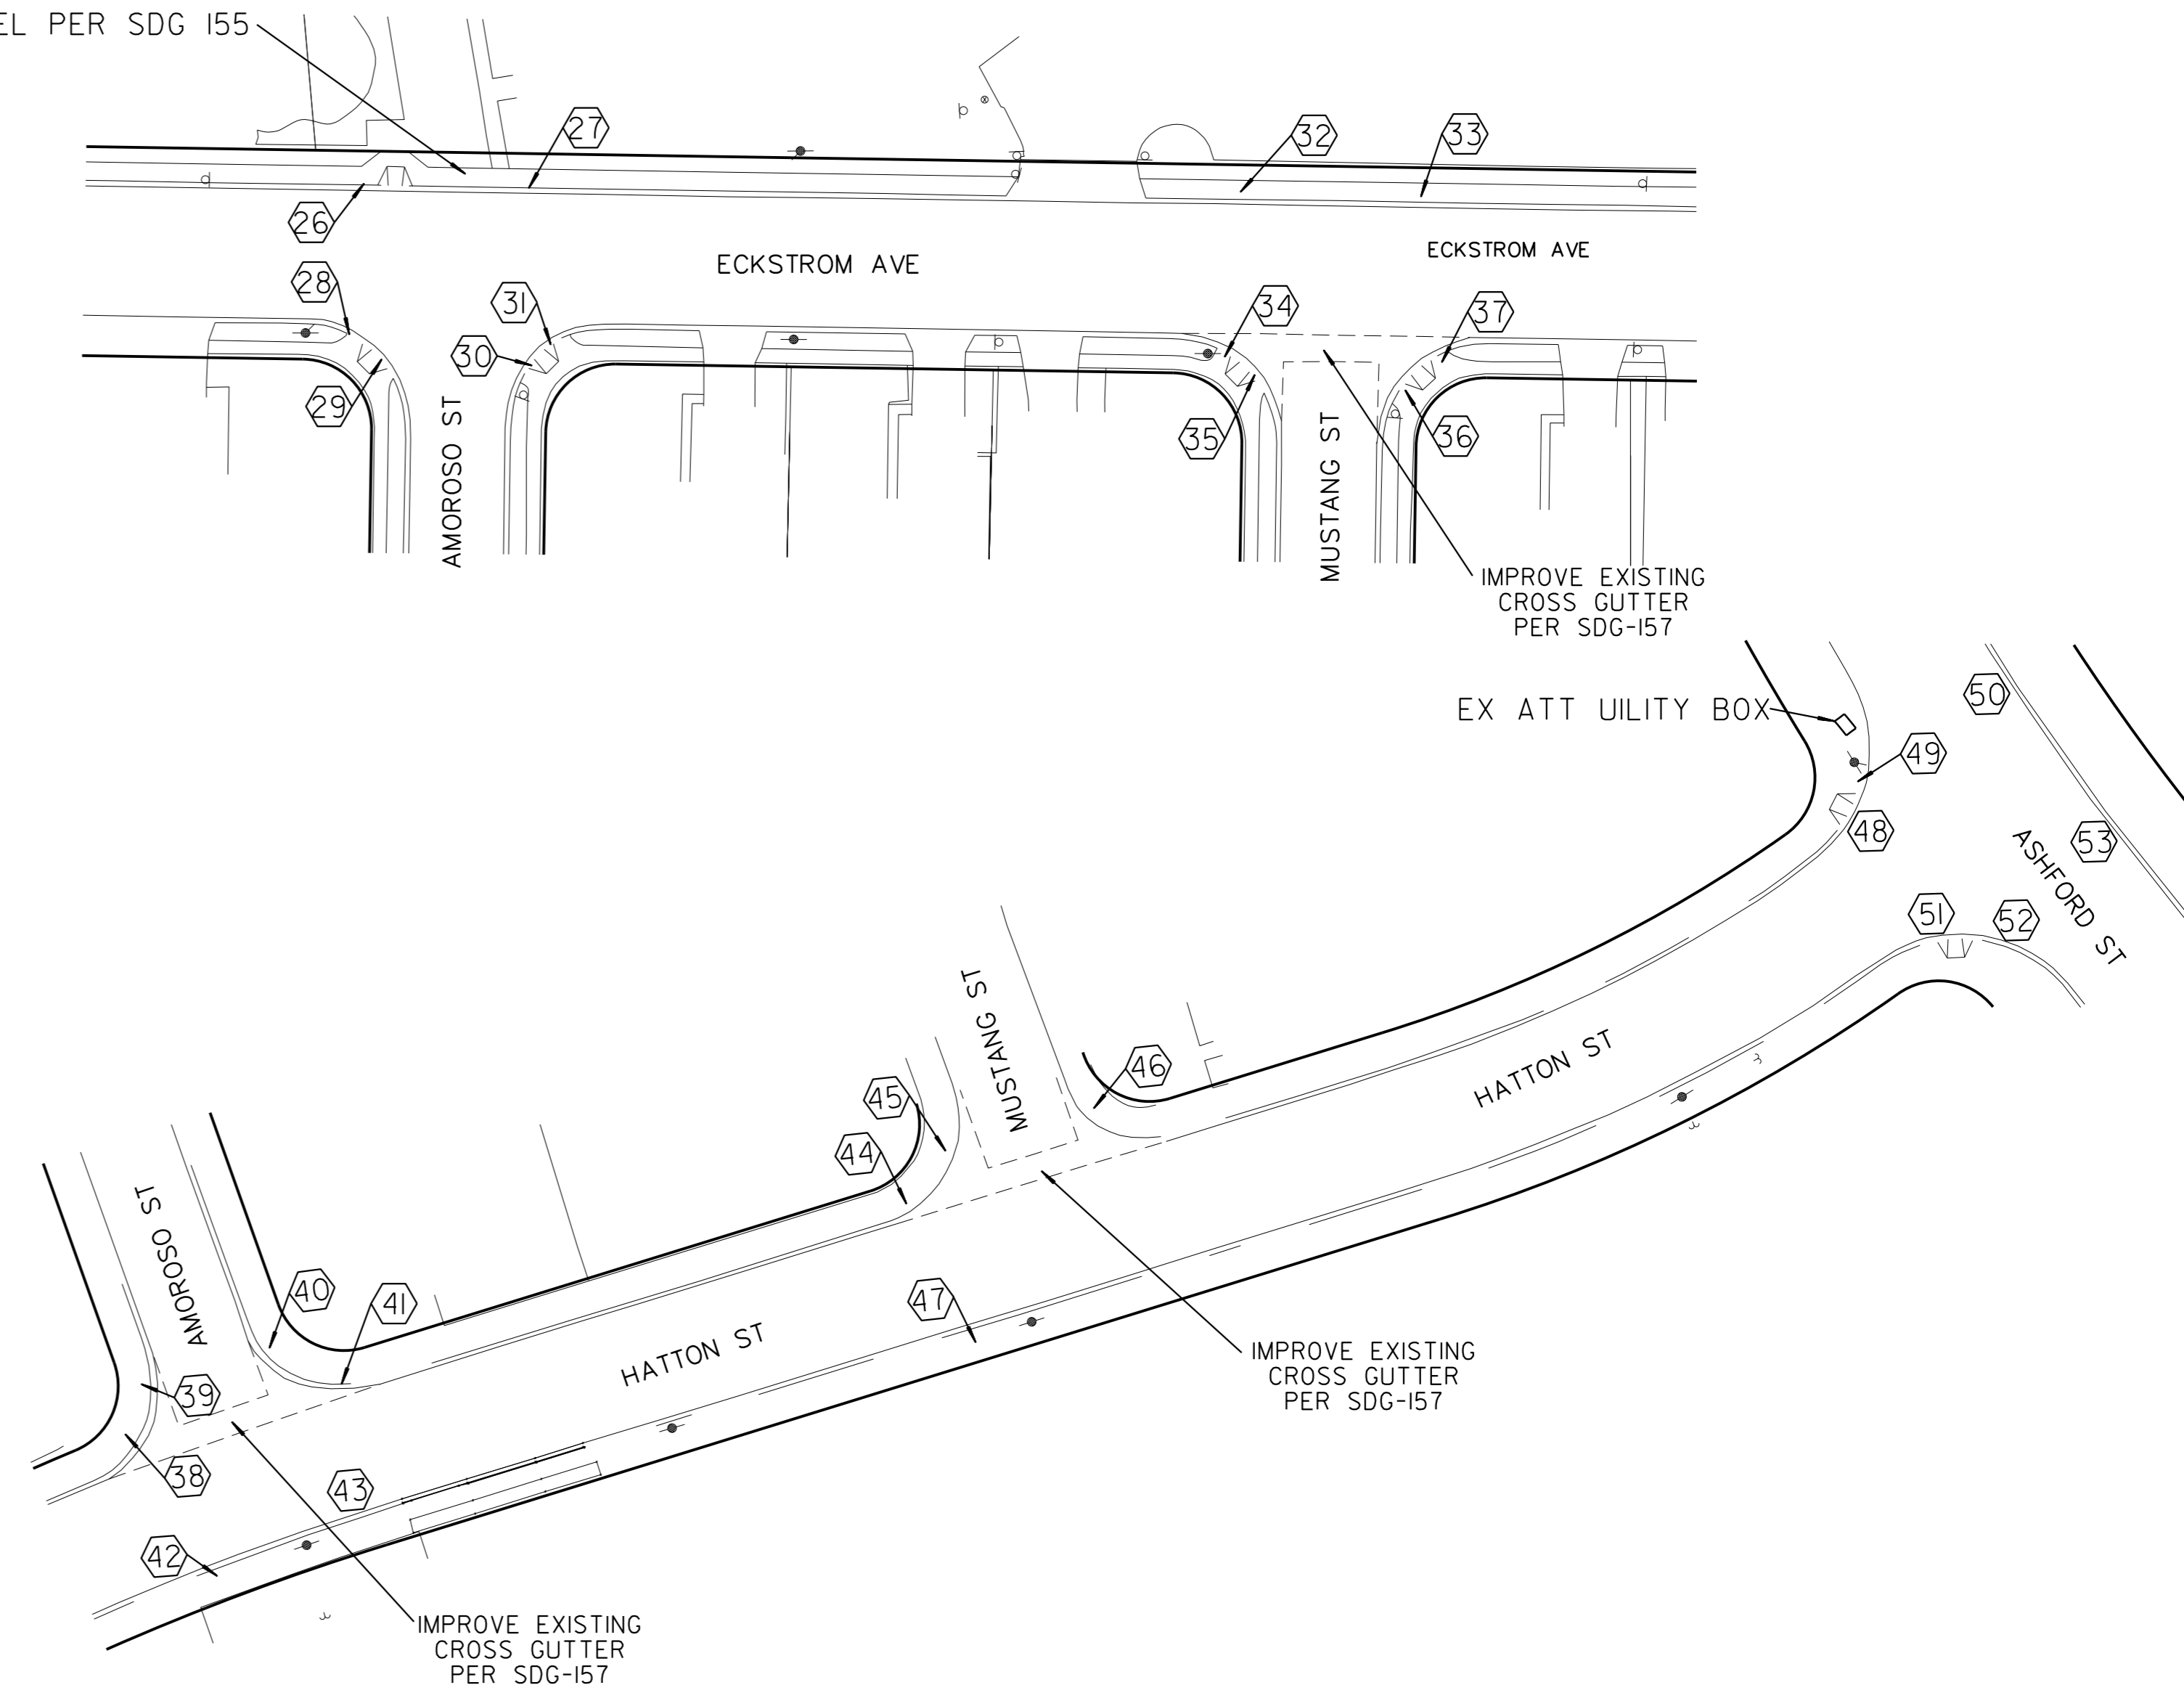 EL PER SDG 155
27
32
33
26
ECKSTROM AVE
ECKSTROM AVE
28
31
34
37
30
29
35
36
AMOROSO ST
MUSTANG ST
IMPROVE EXISTING
CROSS GUTTER
PER SDG-157
EX ATT UILITY BOX
50
49
48
53
ASHFORD ST
51
52
MUSTANG ST
46
45
44
HATTON ST
AMOROSO ST
40
41
47
HATTON ST
39
38
43
42
IMPROVE EXISTING
CROSS GUTTER
PER SDG-157
IMPROVE EXISTING
CROSS GUTTER
PER SDG-157